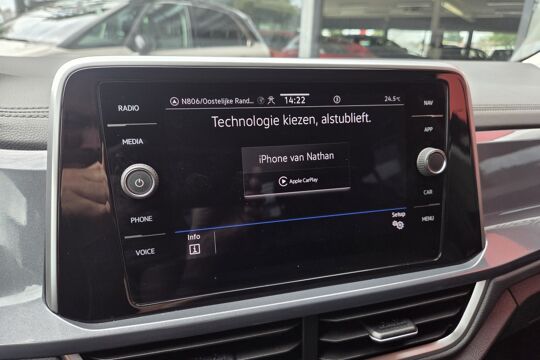 RADIO
MEDIA
PHONE
VOICE
N806/Oostelijke Rand...
14:22
24.5°C
Technologie kiezen, alstublieft.
iPhone van Nathan
Apple CarPlay
Info
Setup
NAV
APP
CAR
MENU